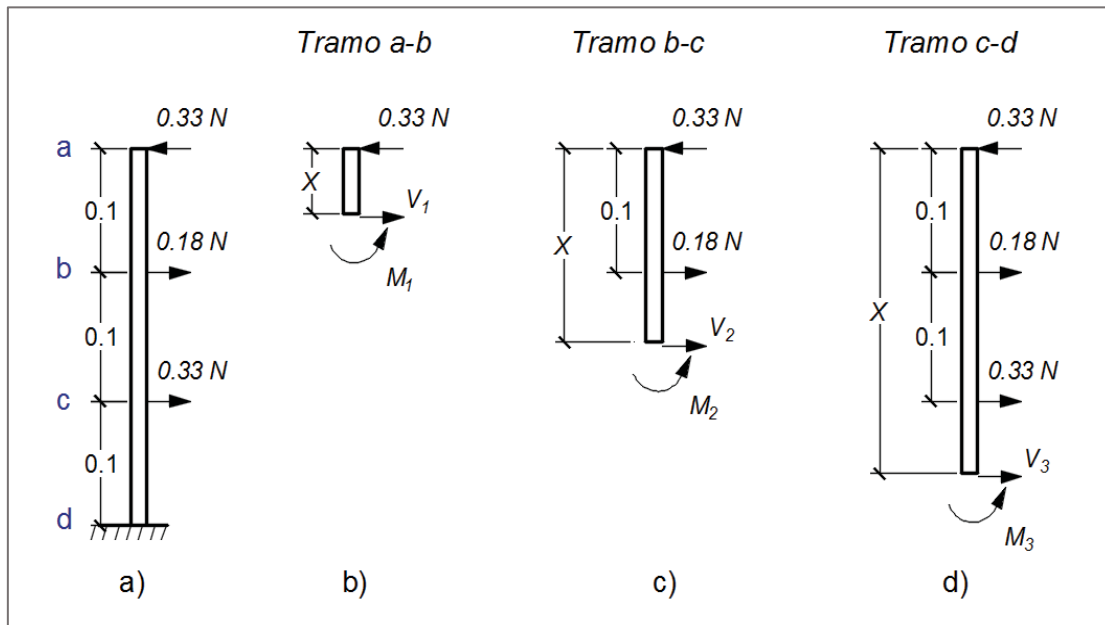 Tramo a-b
Tramo b-c
Tramo c-d
a
0.33 N
0.1
b
0.18 N
0.1
c
0.33 N
0.1
d
a)
0.33 N
X
V1
M1
b)
0.33 N
0.1
X
0.18 N
V2
M2
c)
0.33 N
0.1
0.18 N
X
0.1
0.33 N
V3
M3
d)